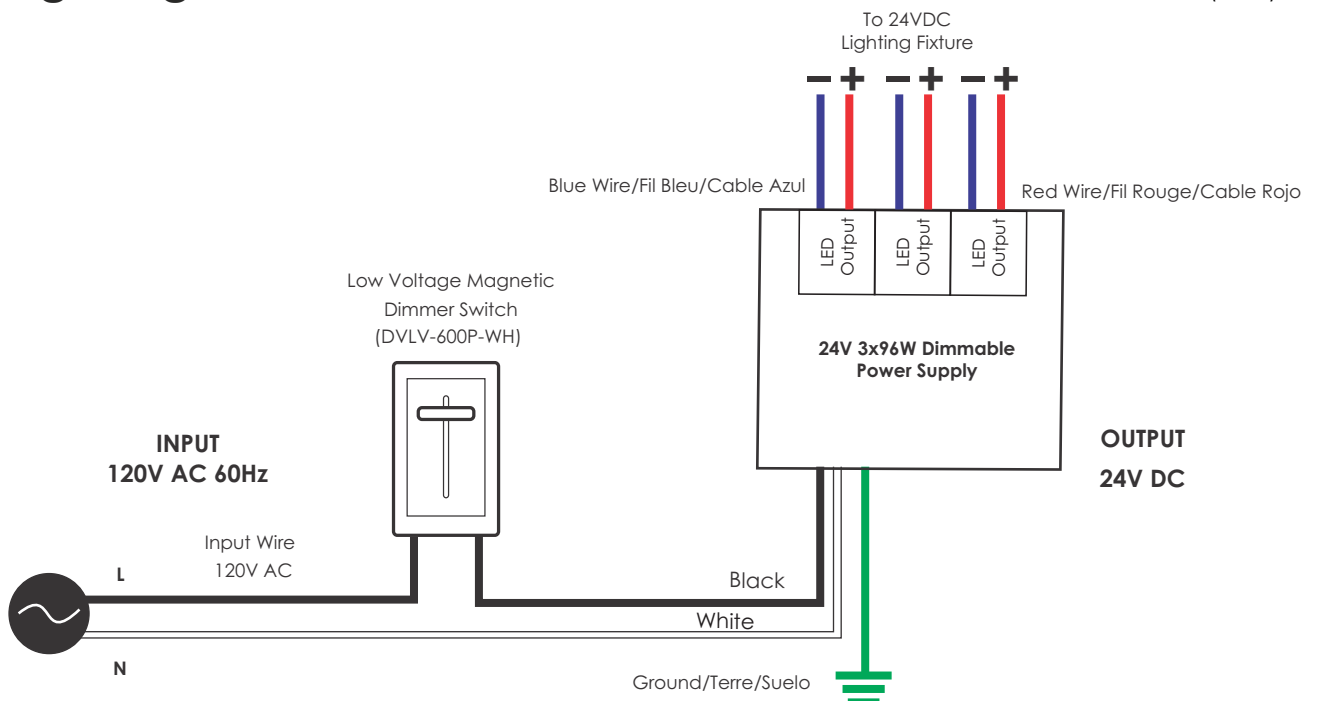 To 24VDC
Lighting Fixture
− + − + − +
Blue Wire/Fil Bleu/Cable Azul
Red Wire/Fil Rouge/Cable Rojo
LED
Output
LED
Output
LED
Output
24V 3x96W Dimmable
Power Supply
Low Voltage Magnetic
Dimmer Switch
(DVLV-600P-WH)
INPUT
120V AC 60Hz
OUTPUT
24V DC
Input Wire
120V AC
L
Black
White
N
Ground/Terre/Suelo